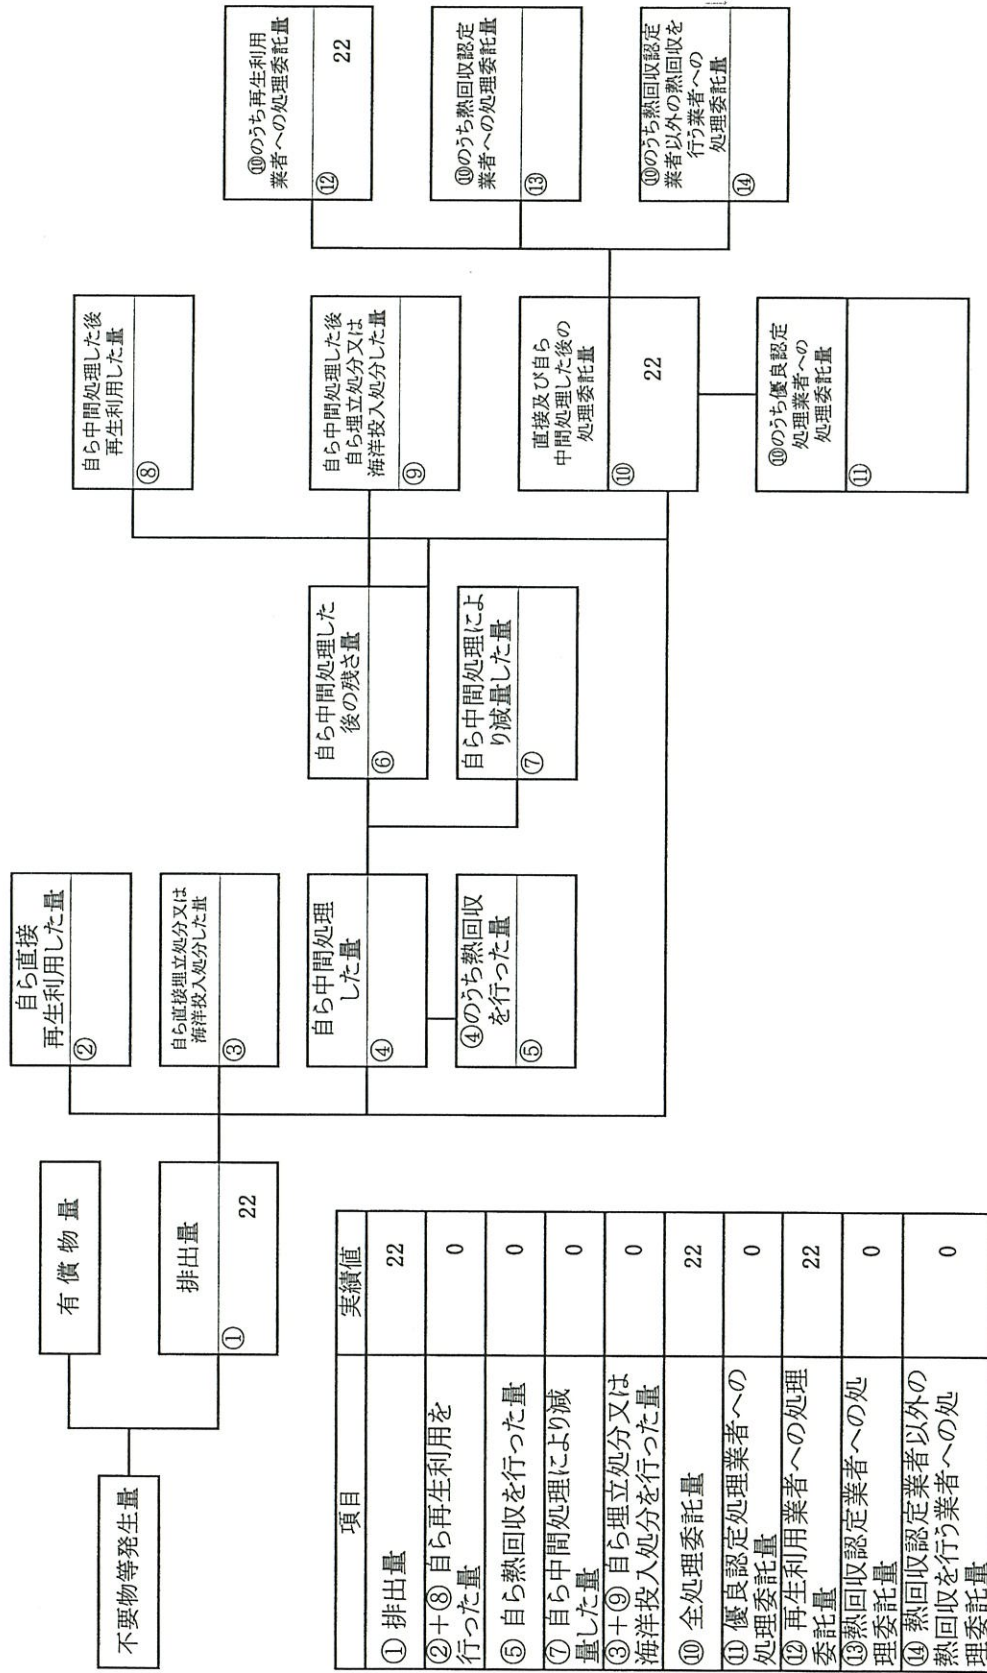 不要物等発生量
有償物量
排出量
①
22
自ら直接
再生利用した量
②
自ら直接埋立処分又は
海洋投入処分した量
③
自ら中間処理
した量
④
④のうち熱回収
を行った量
⑤
自ら中間処理した
後の残さ量
⑥
自ら中間処理によ
り減量した量
⑦
自ら中間処理した後
再生利用した量
⑧
自ら中間処理した後
自ら埋立処分又は
海洋投入処分した量
⑨
直接及び自ら
中間処理した後の
処理委託量
⑩
22
⑩のうち優良認定
処理業者への
処理委託量
⑪
⑩のうち再生利用
業者への処理委託量
⑫
22
⑩のうち熱回収認定
業者への処理委託量
⑬
⑩のうち熱回収認定
業者以外の熱回収を
行う業者への
処理委託量
⑭
項目 実績値
① 排出量 22
②+⑧ 自ら再生利用を
行った量 0
⑤ 自ら熱回収を行った量 0
⑦ 自ら中間処理により減
量した量 0
③+⑨ 自ら埋立処分又は
海洋投入処分を行った量 0
⑩ 全処理委託量 22
⑪ 優良認定処理業者への
処理委託量 0
⑫ 再生利用業者への処理
委託量 22
⑬熱回収認定業者への処
理委託量 0
⑭ 熱回収認定業者以外の
熱回収を行う業者への処
理委託量 0